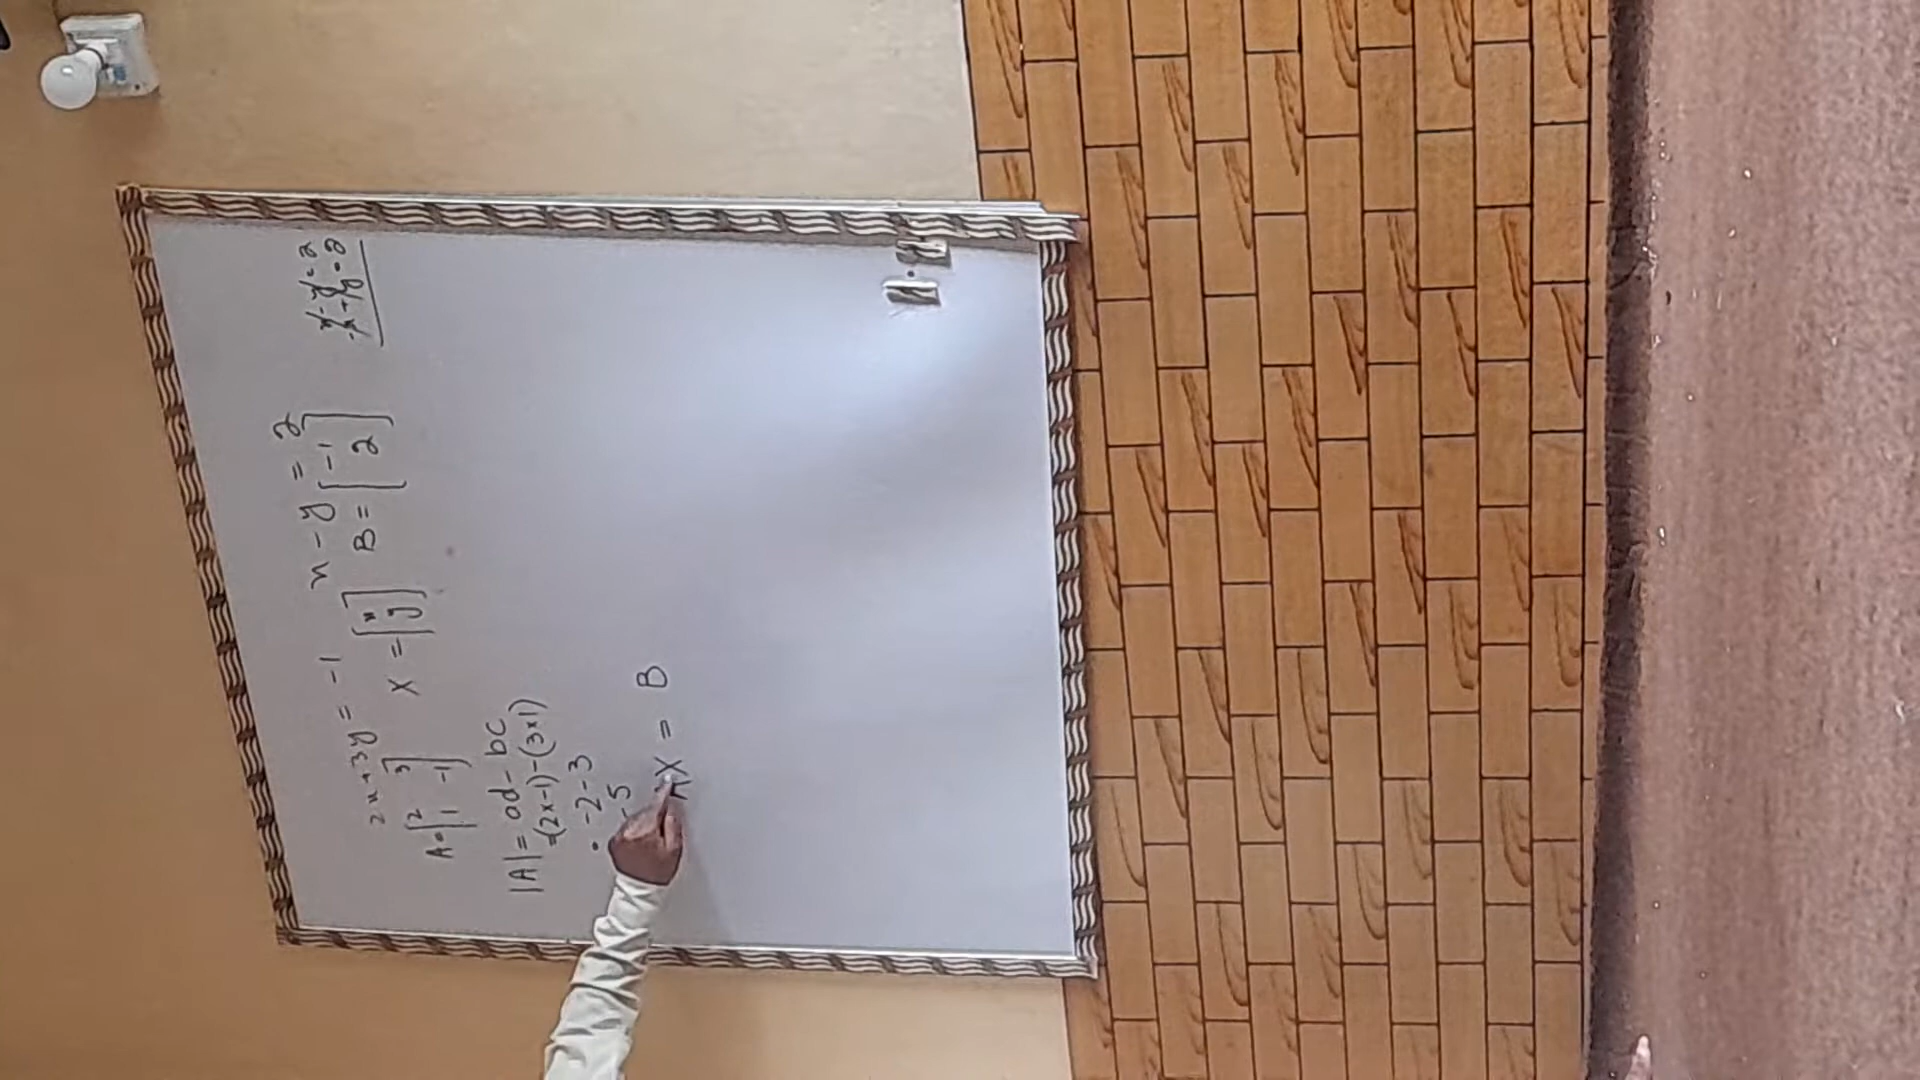 2x + 3y = -1 x - y = 2
A = [2 3
1 -1] X = [x
y] B = [-1
2]
|A| = ad - bc
= (2x-1) - (3x1)
= -2 - 3
-5
AX = B